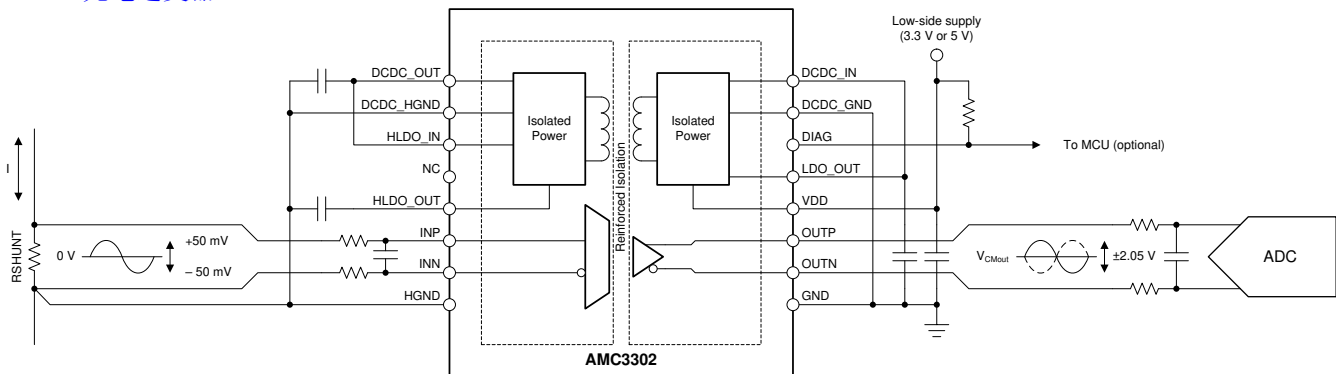 Low-side supply
(3.3 V or 5 V)
DCDC_OUT
DCDC_HGND
HLDO_IN
NC
HLDO_OUT
INP
INN
HGND
Isolated
Power
Reinforced Isolation
Isolated
Power
DCDC_IN
DCDC_GND
DIAG
LDO_OUT
VDD
OUTP
OUTN
GND
To MCU (optional)
I
RSHUNT
0 V
+50 mV
– 50 mV
VCMout
±2.05 V
ADC
AMC3302